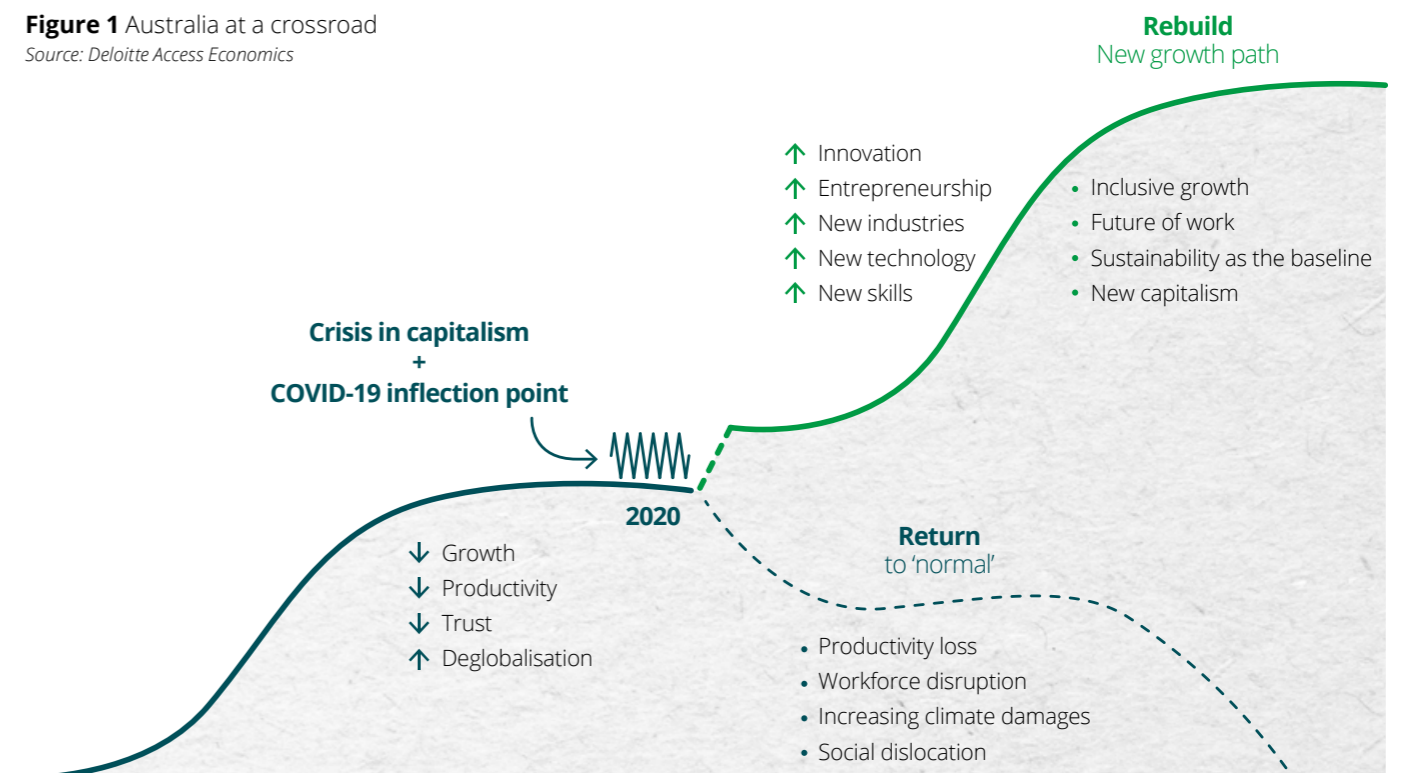 Figure 1 Australia at a crossroad
Source: Deloitte Access Economics
Rebuild
New growth path
↑ Innovation
↑ Entrepreneurship
↑ New industries
↑ New technology
↑ New skills
• Inclusive growth
• Future of work
• Sustainability as the baseline
• New capitalism
Crisis in capitalism
+
COVID-19 inflection point
2020
↓ Growth
↓ Productivity
↓ Trust
↑ Deglobalisation
Return
to ‘normal’
• Productivity loss
• Workforce disruption
• Increasing climate damages
• Social dislocation